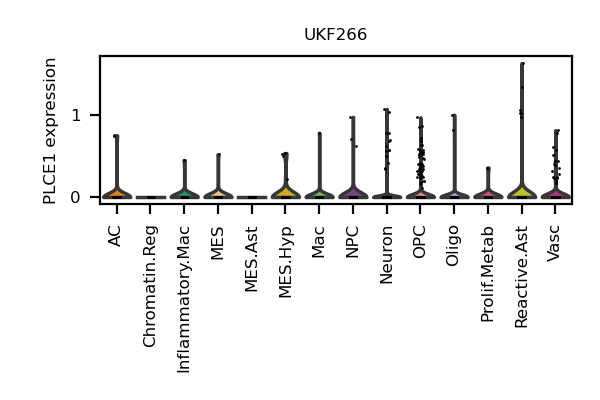 UKF266
PLCE1 expression
1
0
AC
Chromatin.Reg
Inflammatory.Mac
MES
MES.Ast
MES.Hyp
Mac
NPC
Neuron
OPC
Oligo
Prolif.Metab
Reactive.Ast
Vasc